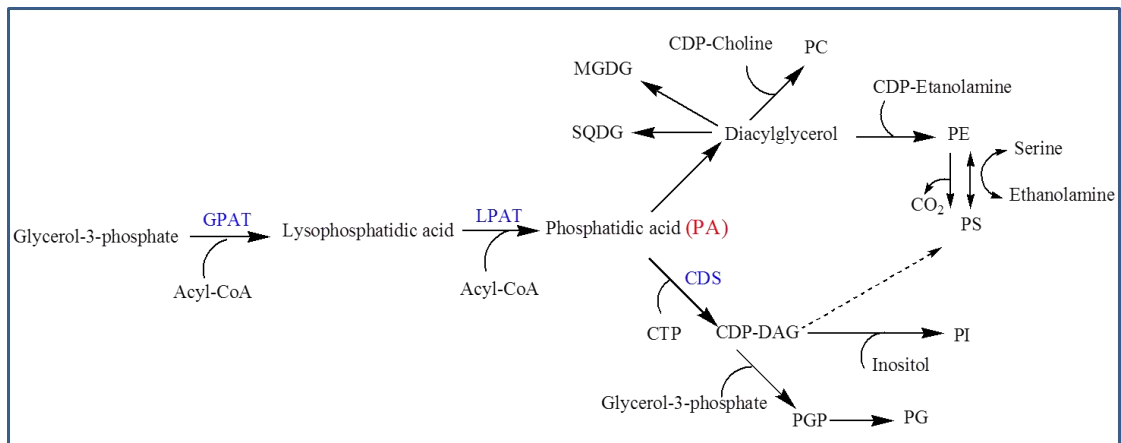 CDP-Choline
PC
MGDG
CDP-Etanolamine
SQDG
Diacylglycerol
PE
Serine
Ethanolamine
CO2
PS
GPAT
LPAT
Glycerol-3-phosphate
Lysophosphatidic acid
Phosphatidic acid (PA)
Acyl-CoA
Acyl-CoA
CDS
CTP
CDP-DAG
PI
Inositol
Glycerol-3-phosphate
PGP
PG